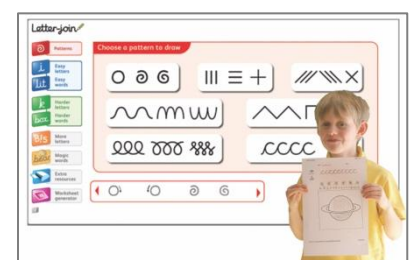 Letter-join
Choose a pattern to draw
Patterns
Easy
letters
Easy
words
Harder
letters
Harder
words
More
letters
Magic
words
Extra
resources
Worksheet
generator